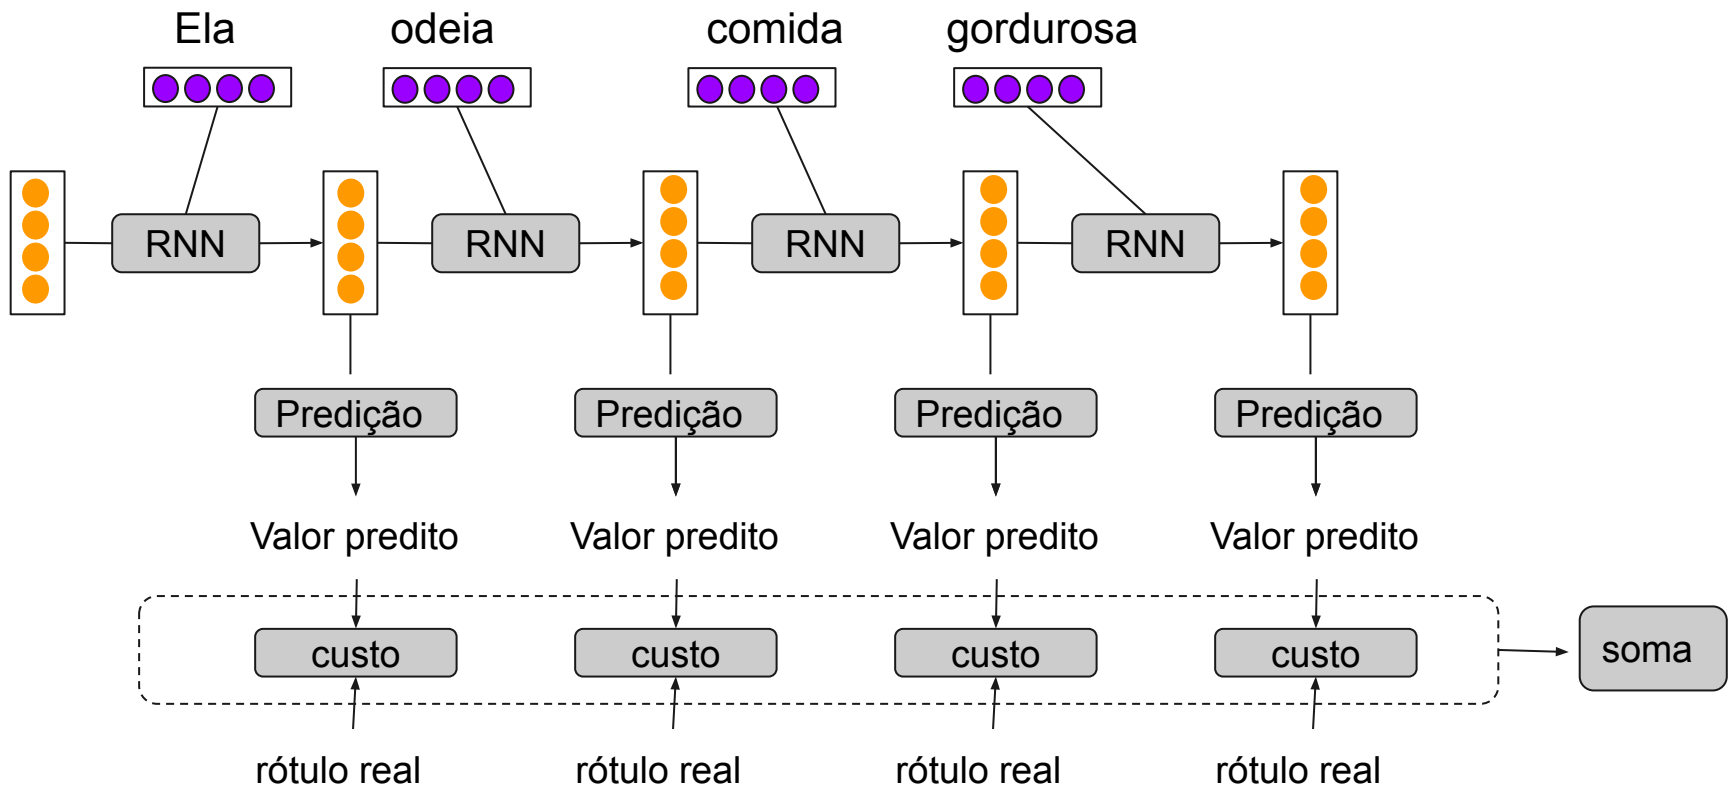 Ela odeia comida gordurosa
RNN RNN RNN RNN
Predição Predição Predição Predição
Valor predito Valor predito Valor predito Valor predito
custo custo custo custo soma
rótulo real rótulo real rótulo real rótulo real